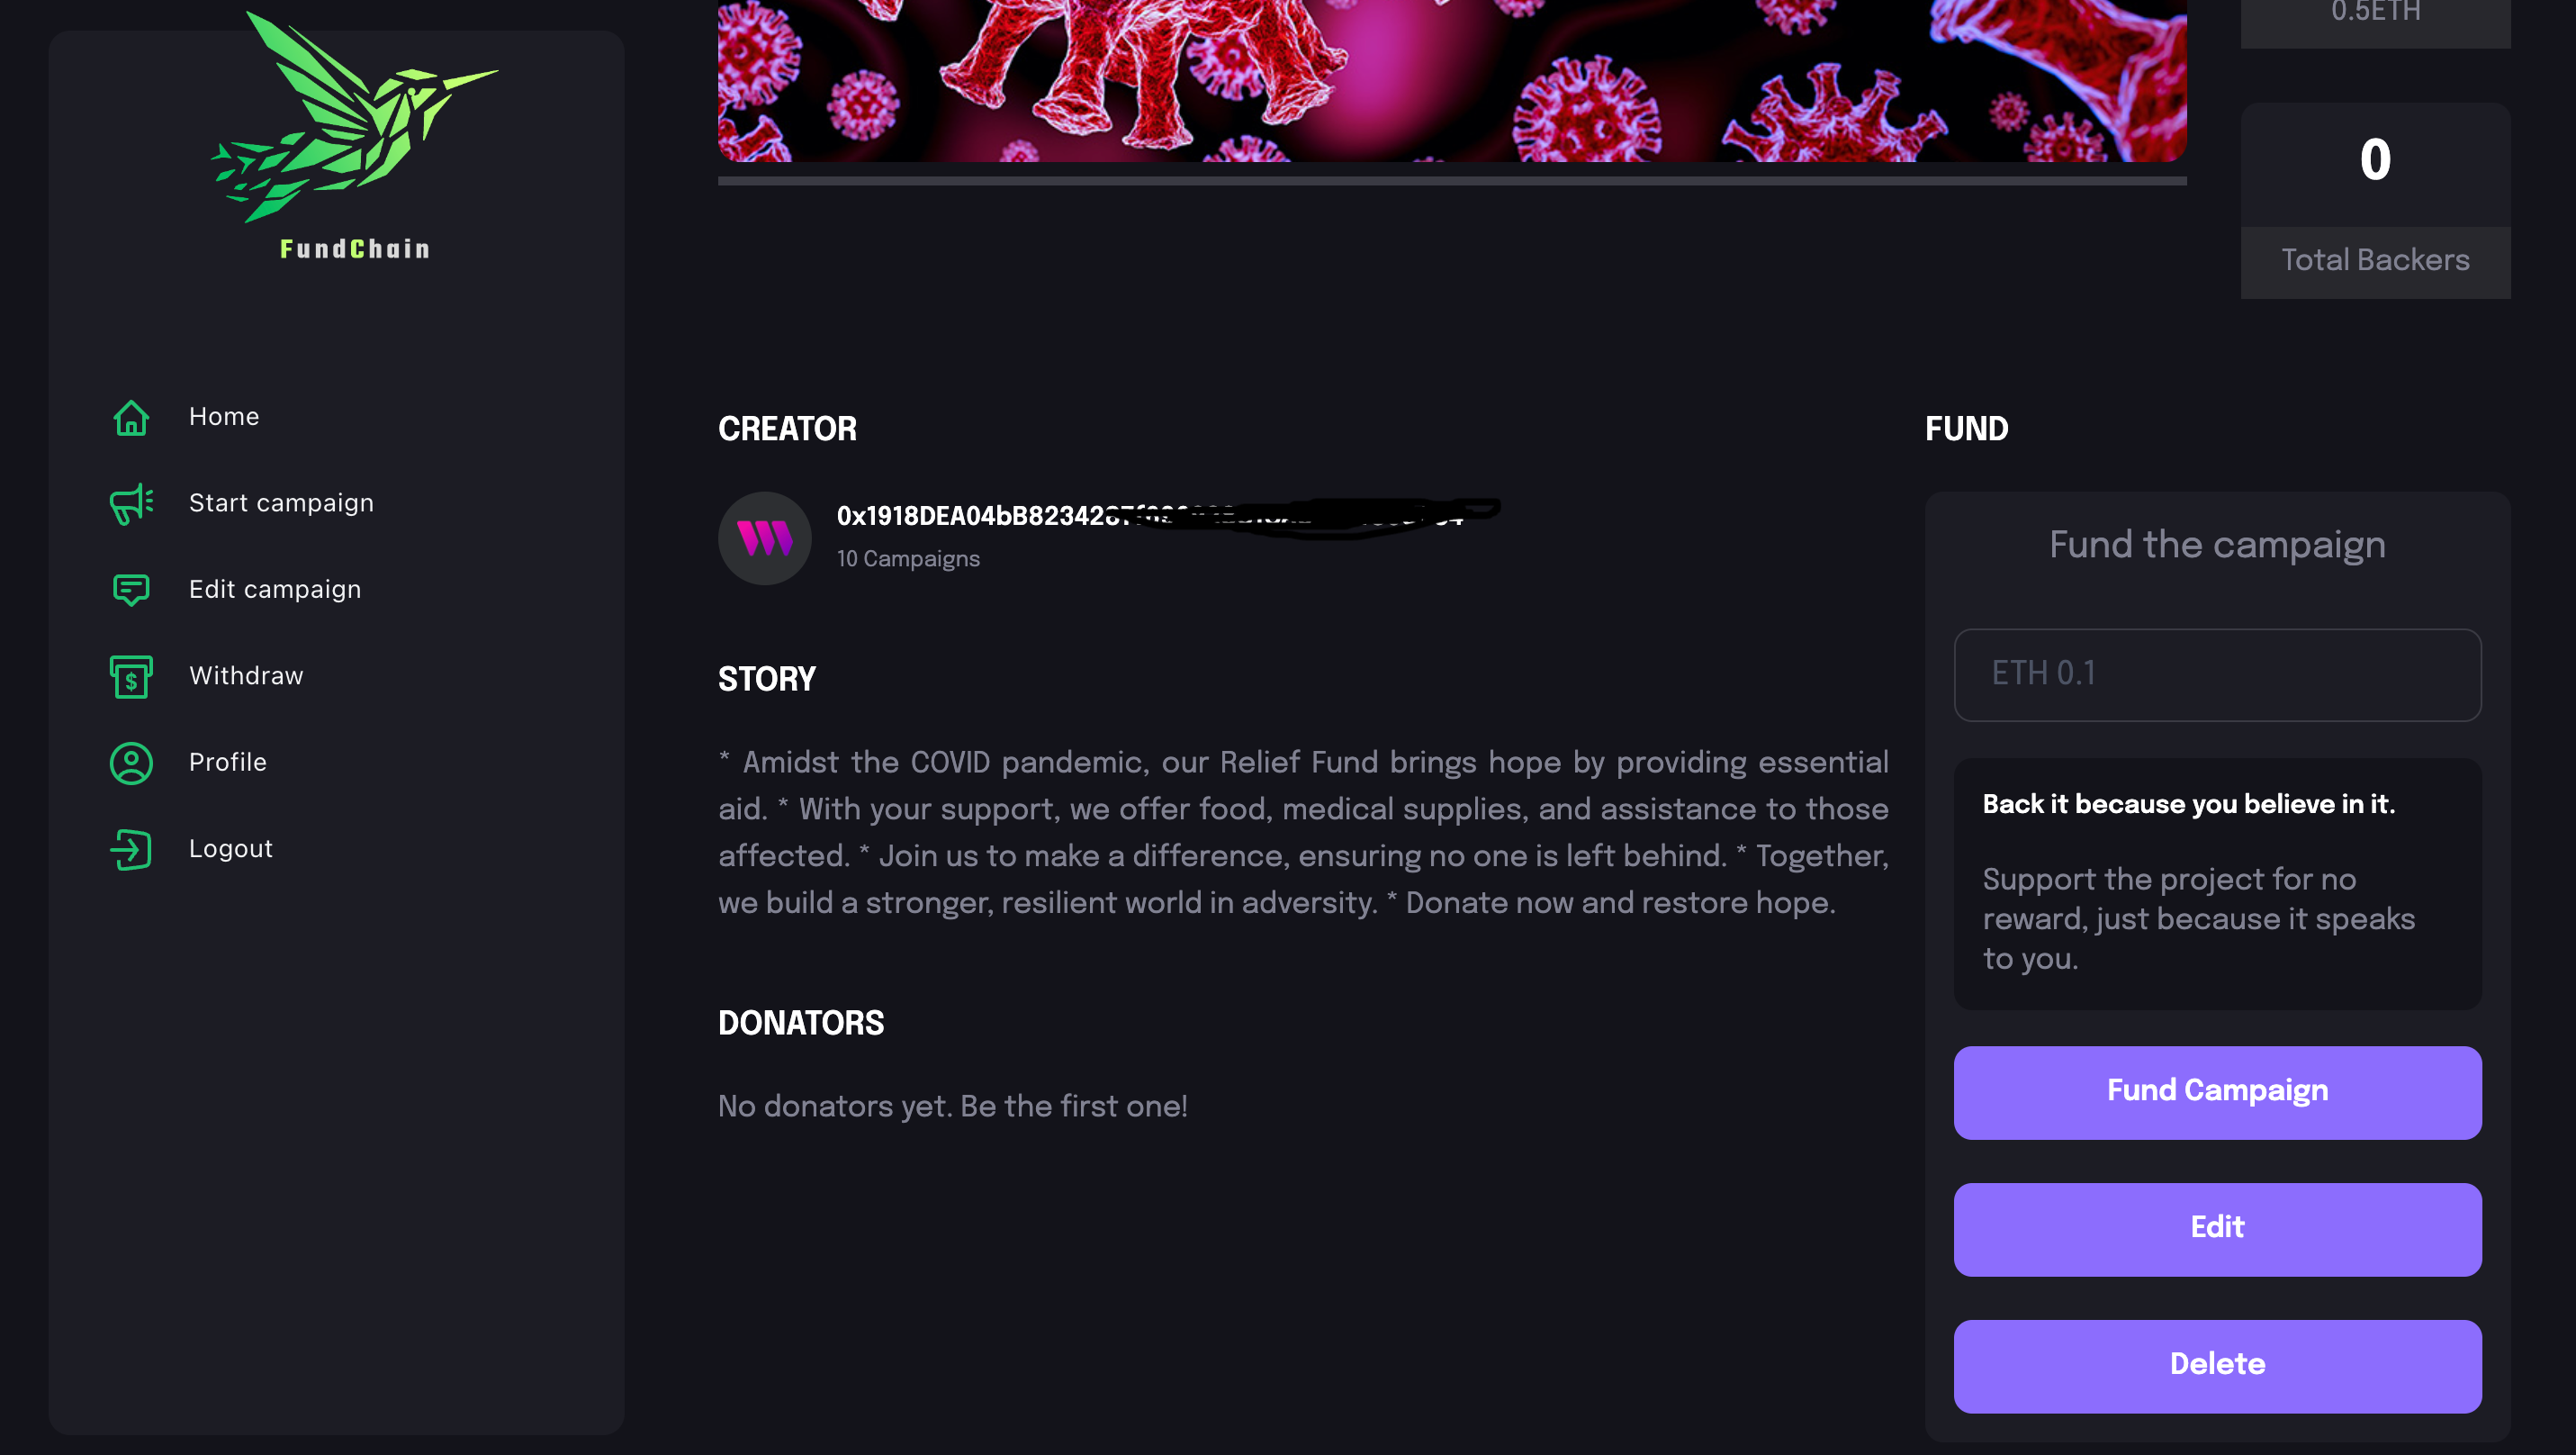 0.5ETH
0
Total Backers
FundChain
Home
Start campaign
Edit campaign
Withdraw
Profile
Logout
CREATOR
10 Campaigns
STORY
* Amidst the COVID pandemic, our Relief Fund brings hope by providing essential
aid. * With your support, we offer food, medical supplies, and assistance to those
affected. * Join us to make a difference, ensuring no one is left behind. * Together,
we build a stronger, resilient world in adversity. * Donate now and restore hope.
DONATORS
No donators yet. Be the first one!
FUND
Fund the campaign
ETH 0.1
Back it because you believe in it.
Support the project for no
reward, just because it speaks
to you.
Fund Campaign
Edit
Delete